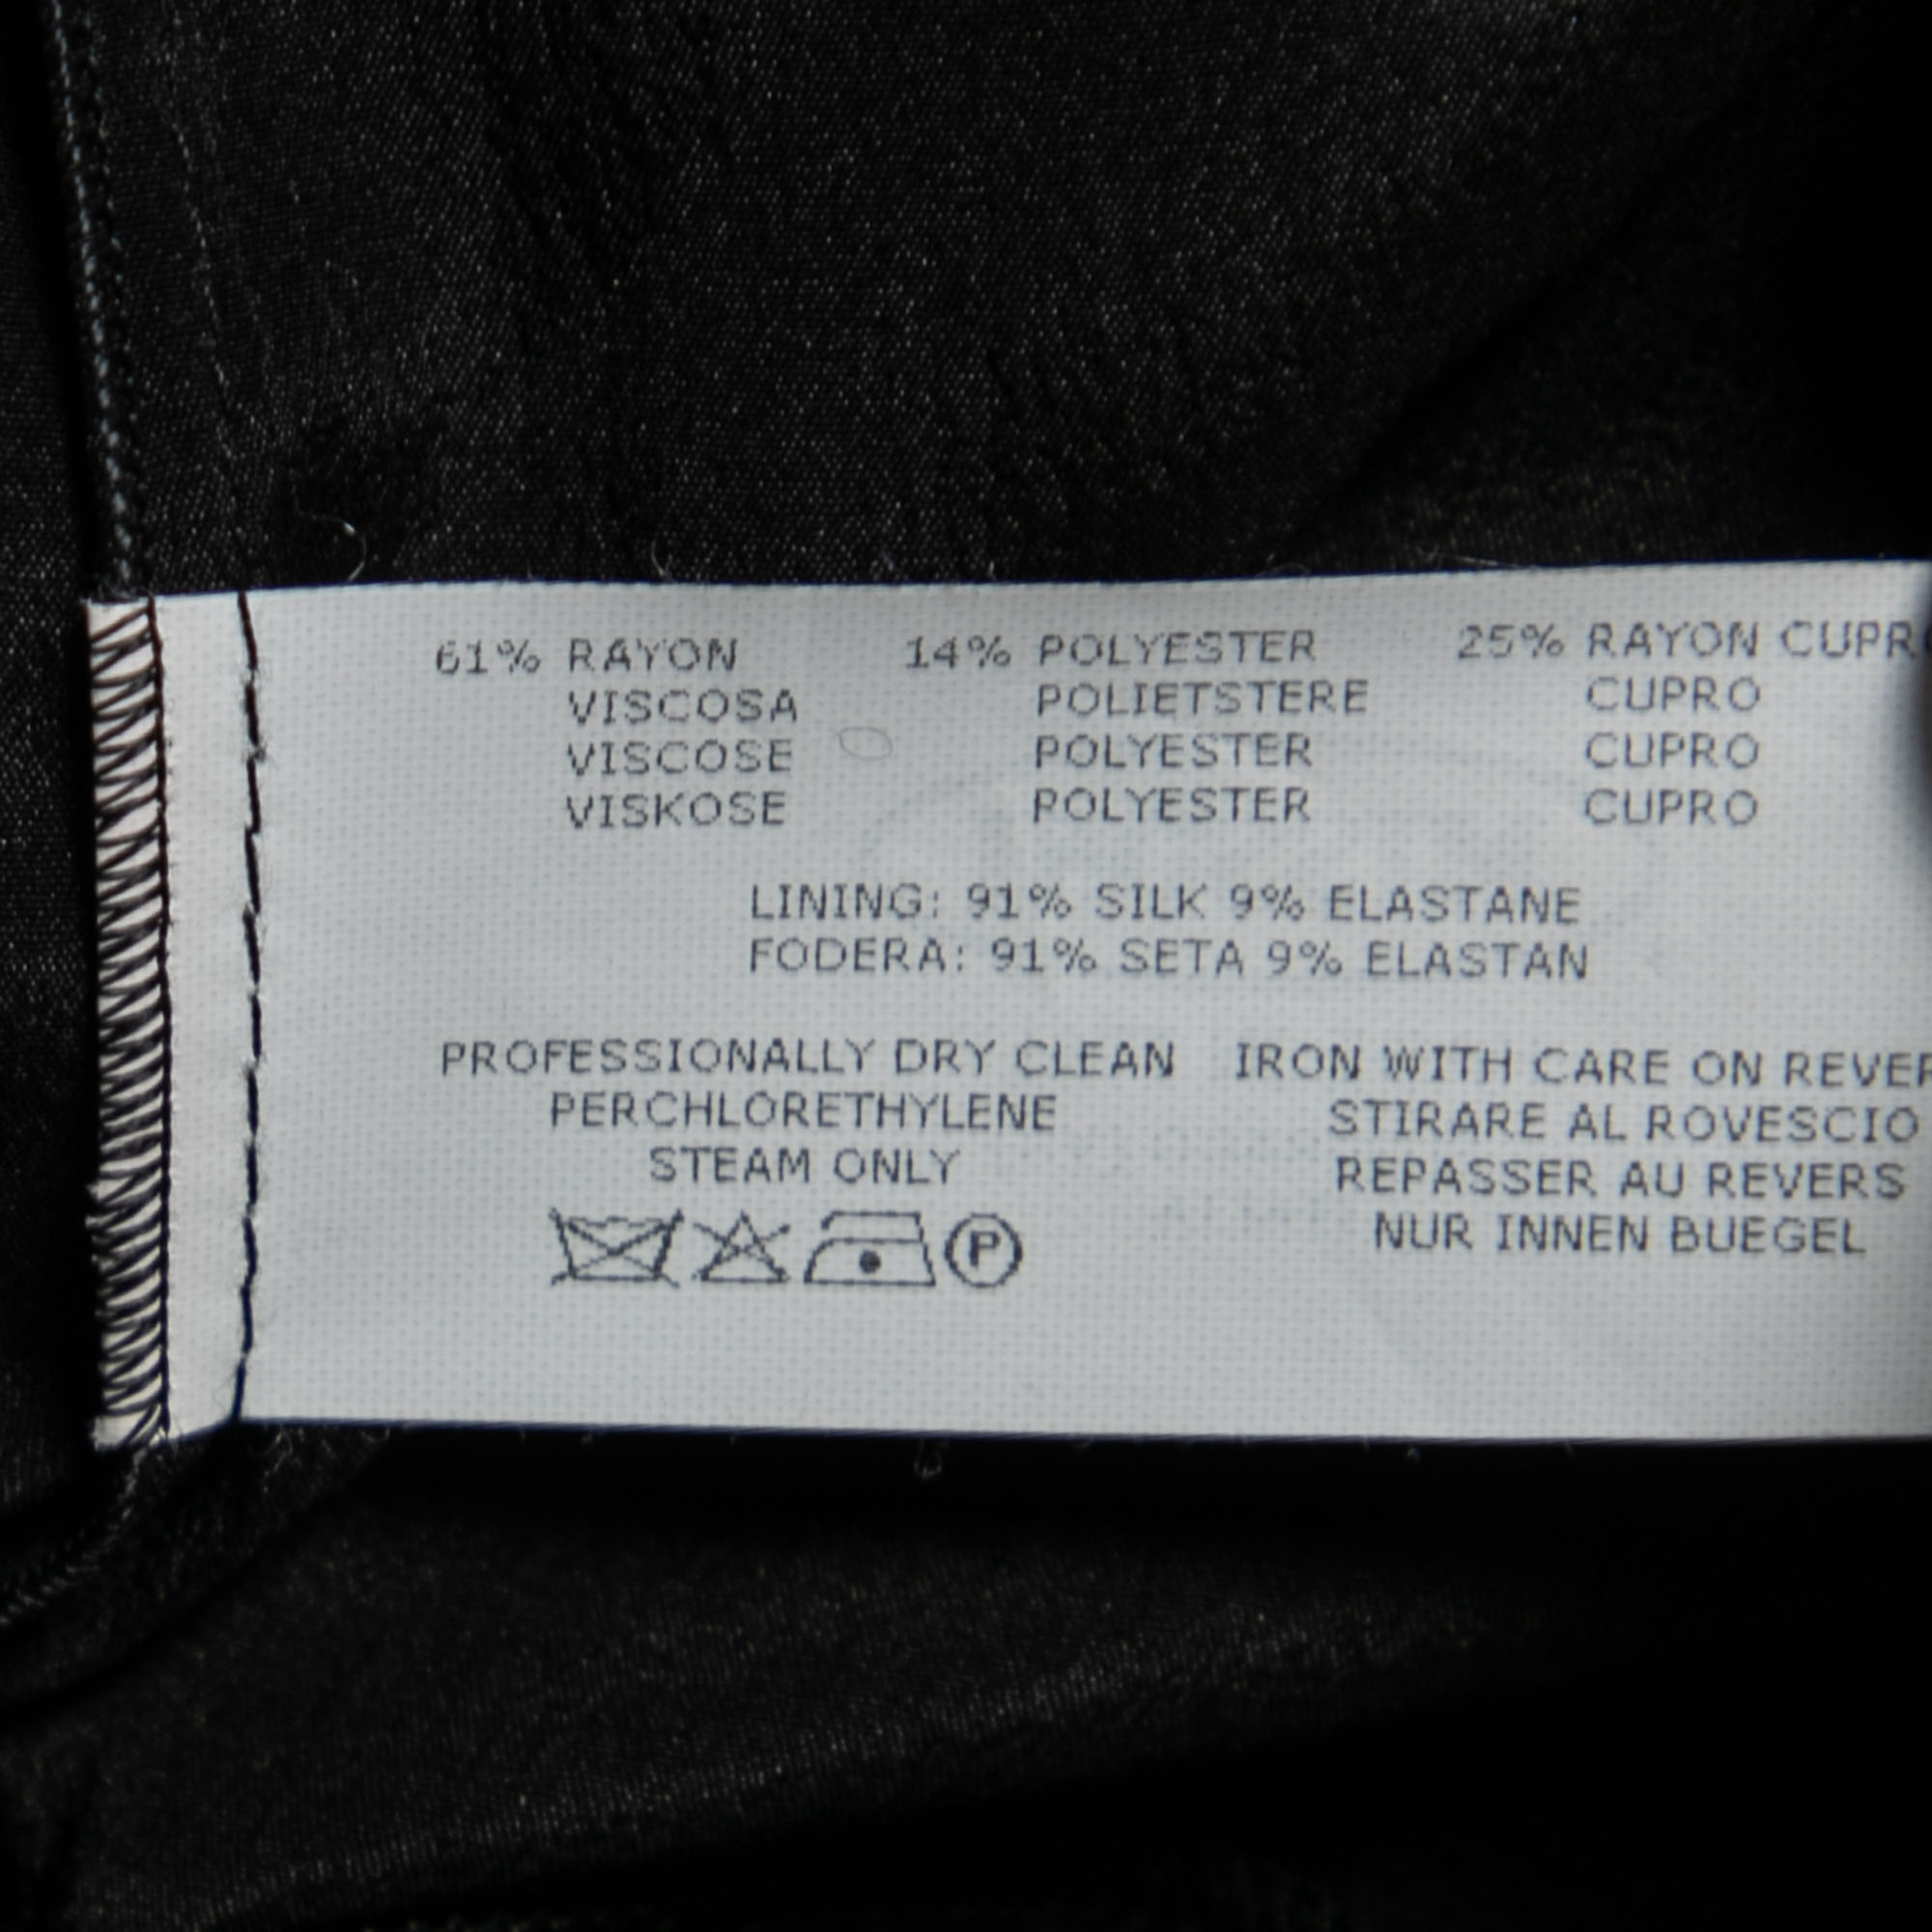 61% RAYON 14% POLYESTER 25% RAYON CUPR
VISCOSA POLIETSTERE CUPRO
VISCOSE POLYESTER CUPRO
VISKOSE POLYESTER CUPRO
LINING: 91% SILK 9% ELASTANE
FODERA: 91% SETA 9% ELASTAN
PROFESSIONALLY DRY CLEAN IRON WITH CARE ON REVER
PERCHLORETHYLENE STIRARE AL ROVESCIO
STEAM ONLY REPASSER AU REVERS
NUR INNEN BUEGEL
P